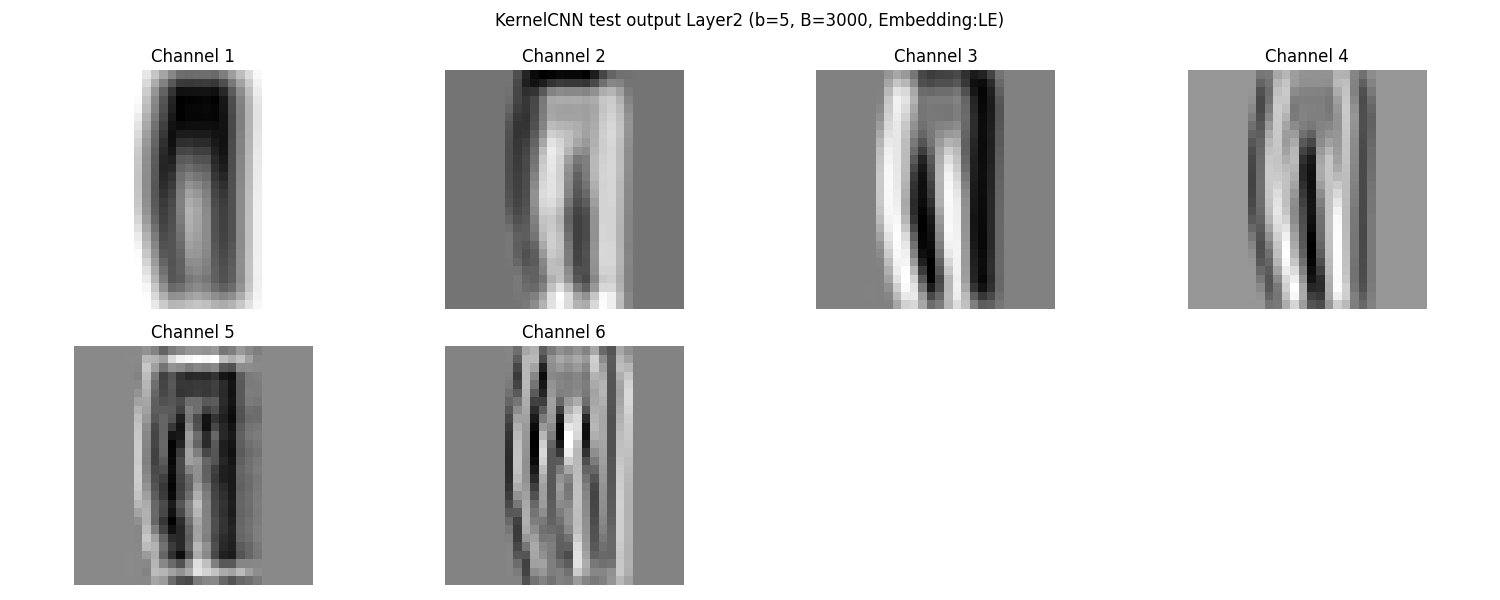 KernelCNN test output Layer2 (b=5, B=3000, Embedding:LE)
Channel 1
Channel 2
Channel 3
Channel 4
Channel 5
Channel 6